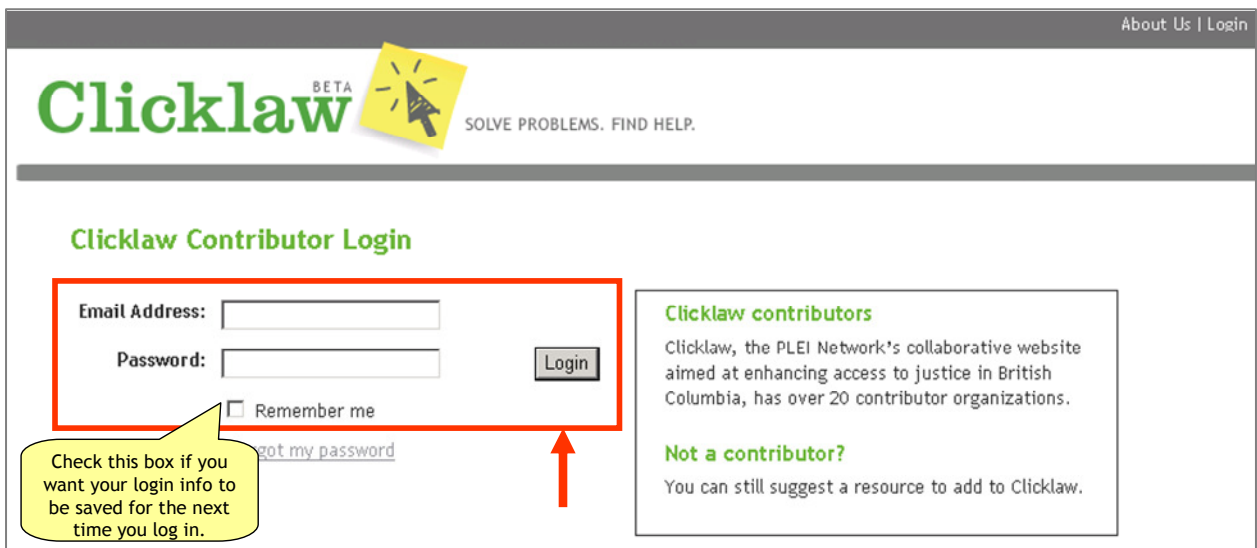 About Us | Login
Clicklaw BETA
SOLVE PROBLEMS. FIND HELP.
Clicklaw Contributor Login
Email Address:
Password:
Login
Remember me
got my password
Check this box if you
want your login info to
be saved for the next
time you log in.
Clicklaw contributors
Clicklaw, the PLEI Network's collaborative website
aimed at enhancing access to justice in British
Columbia, has over 20 contributor organizations.
Not a contributor?
You can still suggest a resource to add to Clicklaw.